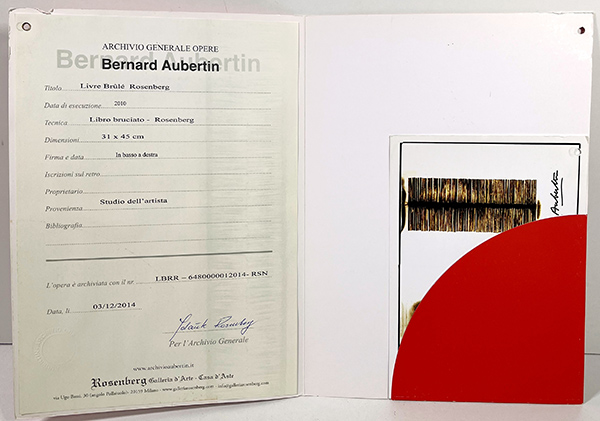 ARCHIVIO GENERALE OPERE
Bernard Aubertin
Titolo Livre Brûlé Rosenberg
Data di esecuzione 2010
Tecnica Libro bruciato - Rosenberg
Dimensioni 31 x 45 cm
Firma e data In basso a destra
Iscrizioni sul retro
Proprietario
Provenienza Studio dell'artista
Bibliografia
L'opera è archiviata con il nr LBRR – 6480000012014- RSN
Data, lì 03/12/2014
Per l'Archivio Generale
www.archivioaubertin.it
Rosenberg Galleria d'Arte - Casa d'Aste
Aubertin